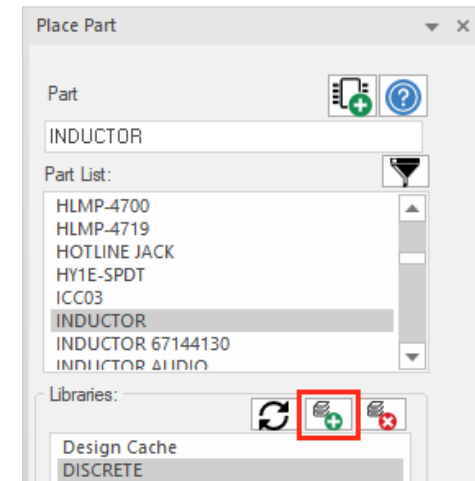 Place Part
Part
INDUCTOR
Part List:
HLMP-4700
HLMP-4719
HOTLINE JACK
HY1E-SPDT
ICC03
INDUCTOR
INDUCTOR 67144130
INDUCTOR AUDIO
Libraries:
Design Cache
DISCRETE